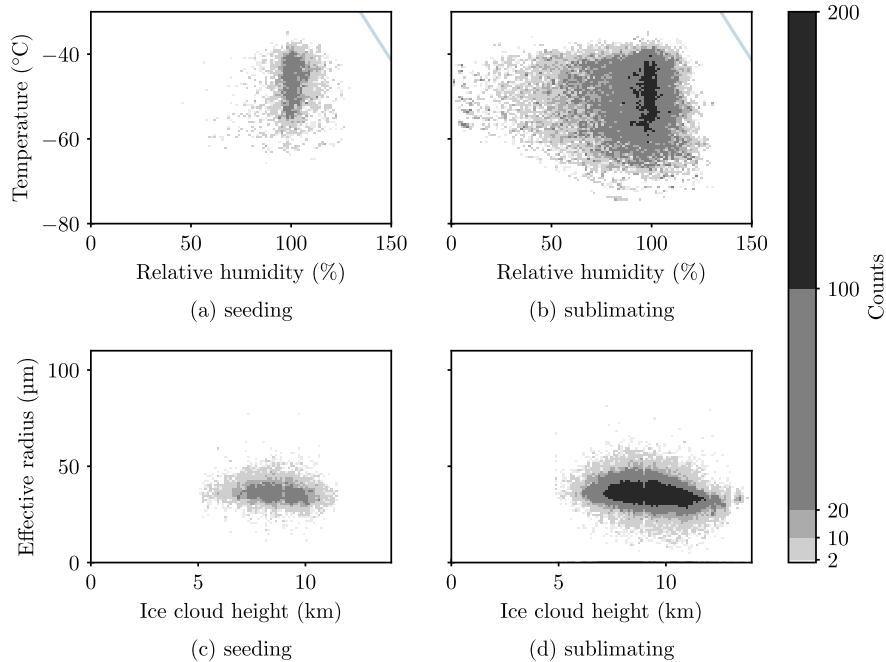 Temperature (°C)
−40
−60
−80
0 50 100 150
0 50 100 150
Relative humidity (%)
Relative humidity (%)
(a) seeding
(b) sublimating
Effective radius (µm)
100
50
0
0 5 10
0 5 10
Ice cloud height (km)
Ice cloud height (km)
(c) seeding
(d) sublimating
200
100
20
10
2
Counts